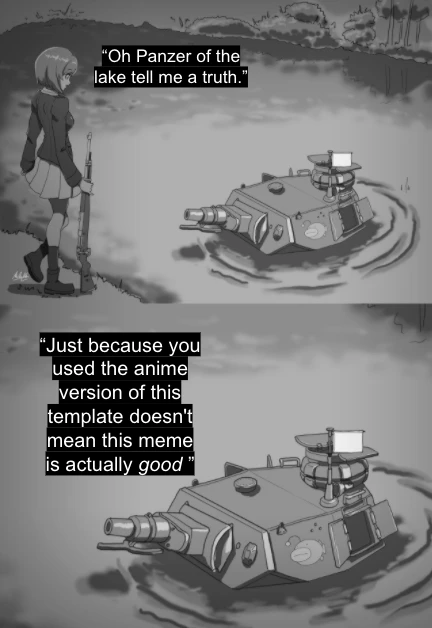 “Oh Panzer of the
lake tell me a truth.”
“Just because you
used the anime
version of this
template doesn't
mean this meme
is actually good ”